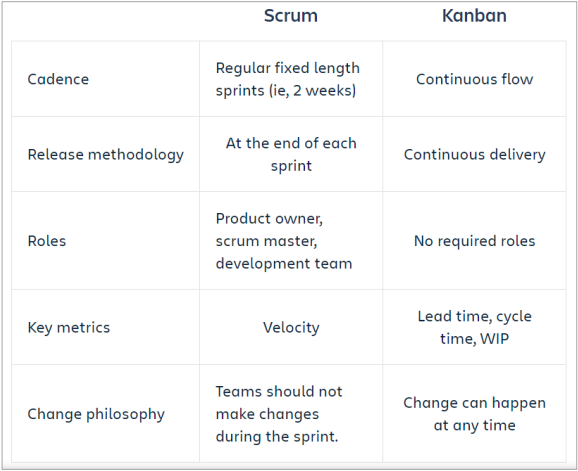 Scrum Kanban
Cadence
Regular fixed length
sprints (ie, 2 weeks)
Continuous flow
Release methodology
At the end of each
sprint
Continuous delivery
Roles
Product owner,
scrum master,
development team
No required roles
Key metrics
Velocity
Lead time, cycle
time, WIP
Change philosophy
Teams should not
make changes
during the sprint.
Change can happen
at any time